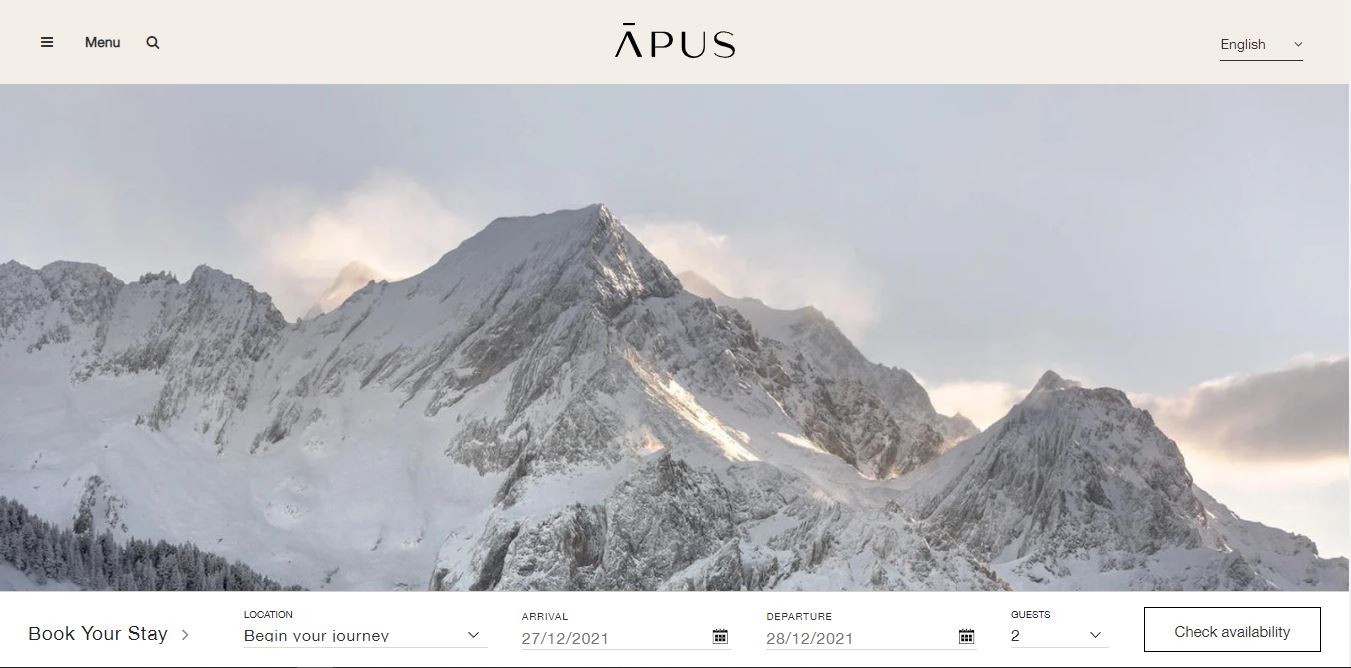 Menu
ĀPUS
English
Book Your Stay
LOCATION
Begin your journey
ARRIVAL
27/12/2021
DEPARTURE
28/12/2021
GUESTS
2
Check availability